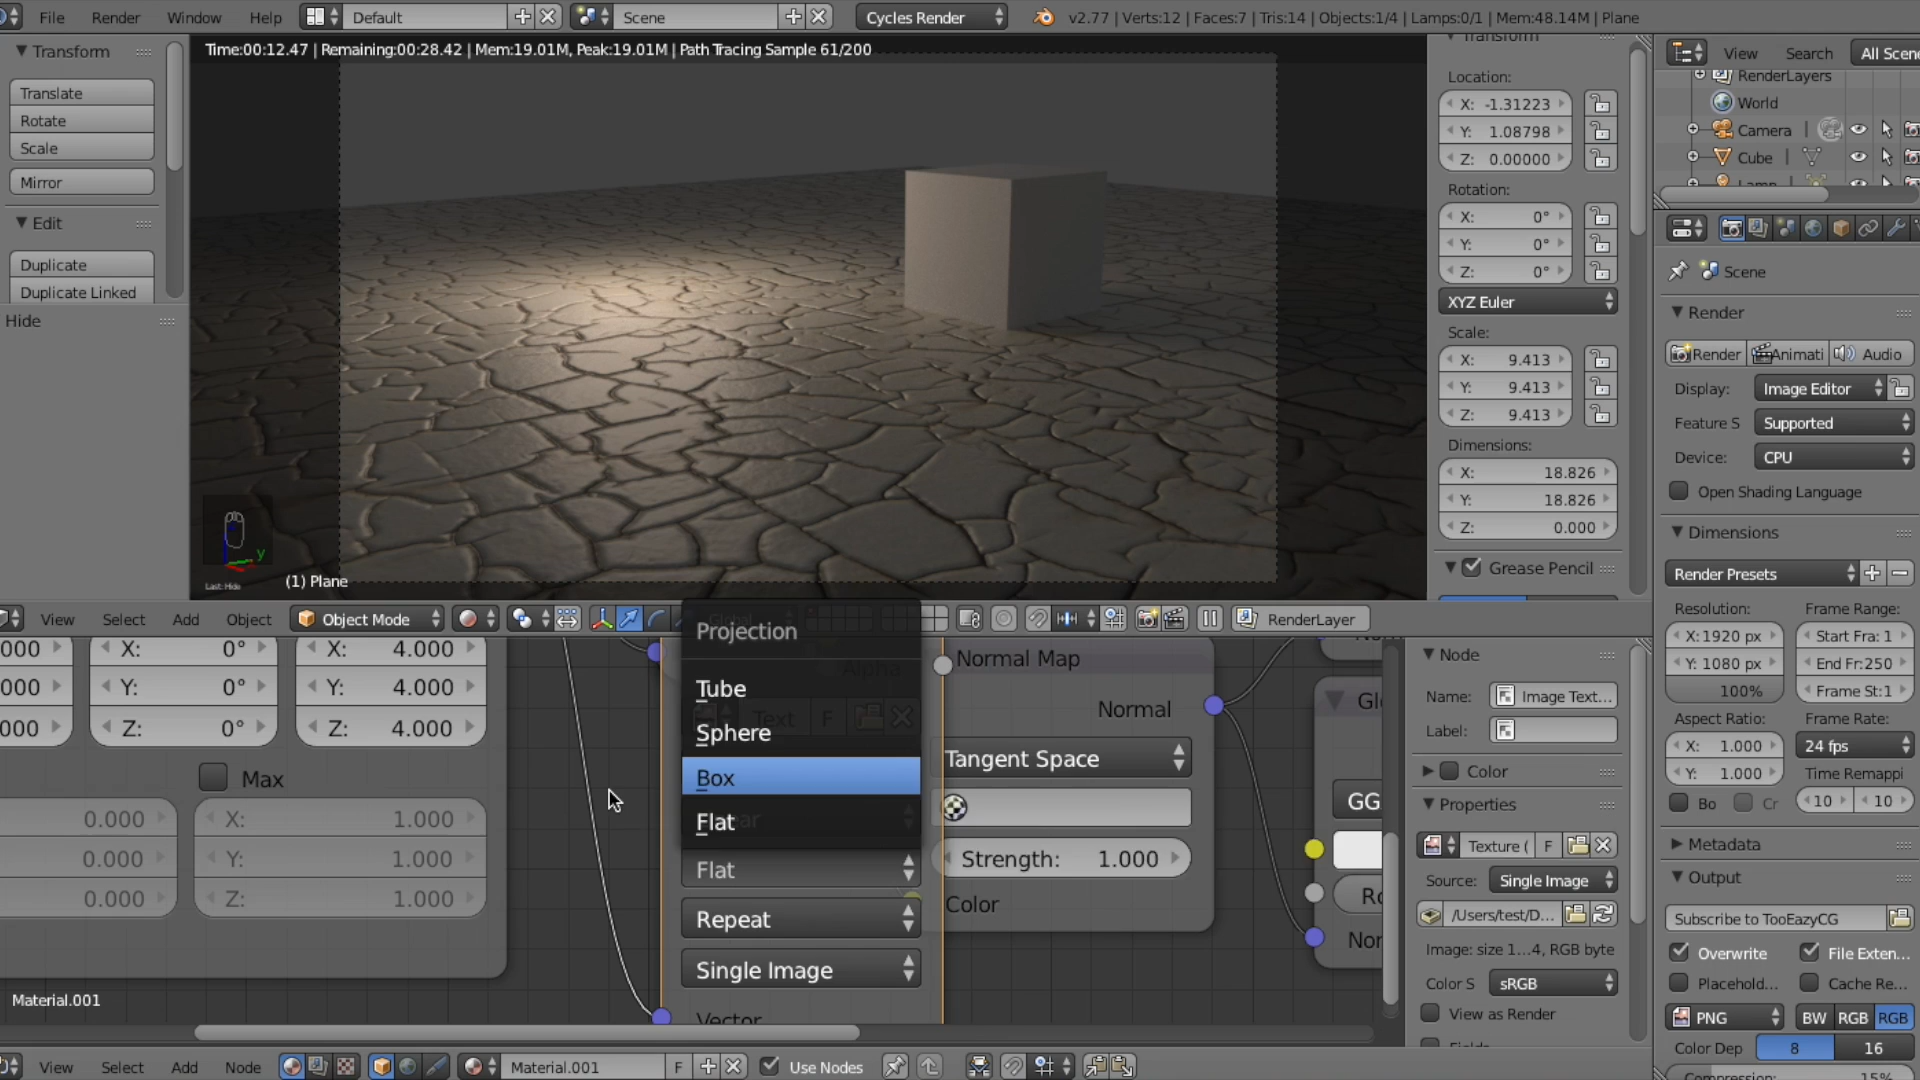 File Render Window Help Default Scene Cycles Render v2.77 | Verts:12 | Faces:7 | Tris:14 | Objects:1/4 | Lamps:0/1 | Mem:48.14M | Plane
Time:00:12.47 | Remaining:00:28.42 | Mem:19.01M, Peak:19.01M | Path Tracing Sample 61/200
Transform
Translate
Rotate
Scale
Mirror
Edit
Duplicate
Duplicate Linked
Hide
y
Last: Hide
(1) Plane
Transform
Location:
X: -1.31223
Y: 1.08798
Z: 0.00000
Rotation:
X: 0°
Y: 0°
Z: 0°
XYZ Euler
Scale:
X: 9.413
Y: 9.413
Z: 9.413
Dimensions:
X: 18.826
Y: 18.826
Z: 0.000
Grease Pencil
View Search All Scene
RenderLayers
World
Camera
Cube
Lamp
Scene
Render
Render Animati Audio
Display: Image Editor
Feature S Supported
Device: CPU
Open Shading Language
Dimensions
Render Presets
Resolution: Frame Range:
X:1920 px Start Fra: 1
Y: 1080 px End Fr:250
100% Frame St:1
Aspect Ratio: Frame Rate:
X: 1.000 24 fps
Y: 1.000 Time Remappi
Bo Cr 10 10
Metadata
Output
Subscribe to TooEazyCG
Overwrite File Exten...
Placehold... Cache Re...
PNG BW RGB RGB
Color Dep 8 16
Compression: 15%
View Select Add Object Object Mode RenderLayer
000 X: 0° X: 4.000
000 Y: 0° Y: 4.000
000 Z: 0° Z: 4.000
Max
0.000 X: 1.000
0.000 Y: 1.000
0.000 Z: 1.000
Material.001
Projection
Alpha
Tube
Text F
Sphere
Box
Flat
Flat
Repeat
Single Image
Vector
Normal Map
Normal
Tangent Space
Strength: 1.000
Color
Gl
GG
Ro
Nor
Node
Name: Image Text...
Label:
Color
Properties
Texture ( F
Source: Single Image
/Users/test/D...
Image: size 1...4, RGB byte
Color S sRGB
View as Render
Fields
View Select Add Node Material.001 F Use Nodes